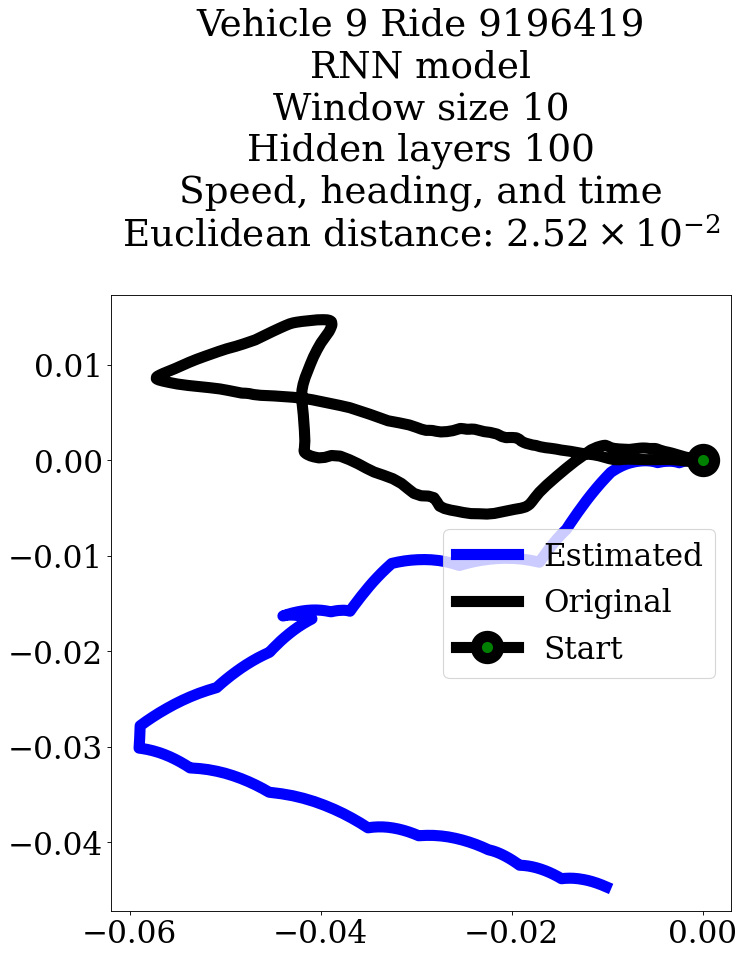 Vehicle 9 Ride 9196419
RNN model
Window size 10
Hidden layers 100
Speed, heading, and time
Euclidean distance: 2.52 × 10⁻²
0.01
0.00
−0.01
−0.02
−0.03
−0.04
Estimated
Original
Start
−0.06
−0.04
−0.02
0.00